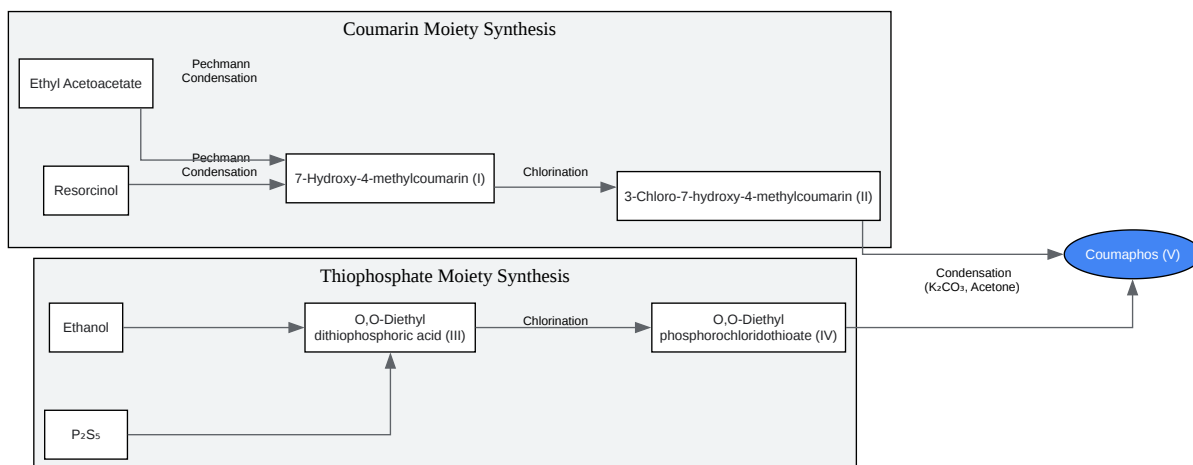 Coumarin Moiety Synthesis
Pechmann
Condensation
Ethyl Acetoacetate
Pechmann
Condensation
Resorcinol
7-Hydroxy-4-methylcoumarin (I)
Chlorination
3-Chloro-7-hydroxy-4-methylcoumarin (II)
Coumaphos (V)
Condensation
(K₂CO₃, Acetone)
Thiophosphate Moiety Synthesis
Ethanol
O,O-Diethyl
dithiophosphoric acid (III)
Chlorination
O,O-Diethyl
phosphorochloridothioate (IV)
P₂S₅